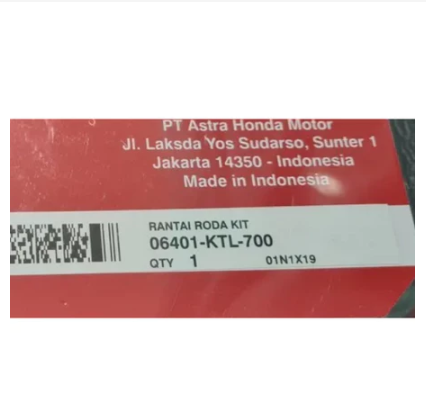 PT Astra Honda Motor
Jl. Laksda Yos Sudarso, Sunter 1
Jakarta 14350 - Indonesia
Made in Indonesia
RANTAI RODA KIT
06401-KTL-700
QTY 1 01N1X19